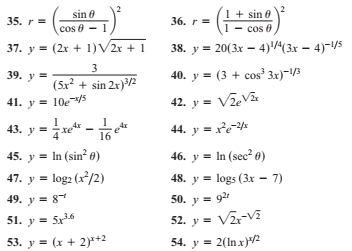 35. r = (sin θ / (cos θ − 1))²
36. r = ((1 + sin θ) / (1 − cos θ))²
37. y = (2x + 1)√(2x + 1)
38. y = 20(3x − 4)^(1/4)(3x − 4)^(−1/5)
39. y = 3 / (5x² + sin 2x)^(3/2)
40. y = (3 + cos³ 3x)^(−1/3)
41. y = 10e^(−x/5)
42. y = √2e^(√2x)
43. y = 1/4 xe^(4x) − 1/16 e^(4x)
44. y = x²e^(−2/x)
45. y = ln (sin² θ)
46. y = ln (sec² θ)
47. y = log₂ (x²/2)
48. y = log₅ (3x − 7)
49. y = 8^(−t)
50. y = 9^(2t)
51. y = 5x^(3.6)
52. y = √2x^(−√2)
53. y = (x + 2)^(x+2)
54. y = 2(ln x)^(x/2)